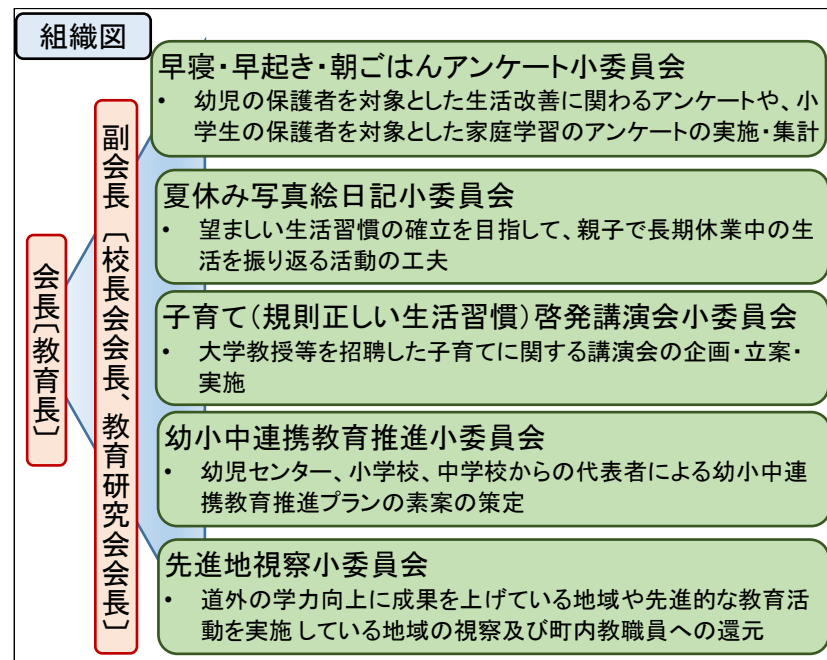 組織図
会長〔教育長〕
副会長〔校長会会長、教育研究会会長〕
早寝・早起き・朝ごはんアンケート小委員会
・ 幼児の保護者を対象とした生活改善に関わるアンケートや、小
学生の保護者を対象とした家庭学習のアンケートの実施・集計
夏休み写真絵日記小委員会
・ 望ましい生活習慣の確立を目指して、親子で長期休業中の生
活を振り返る活動の工夫
子育て(規則正しい生活習慣)啓発講演会小委員会
・ 大学教授等を招聘した子育てに関する講演会の企画・立案・
実施
幼小中連携教育推進小委員会
・ 幼児センター、小学校、中学校からの代表者による幼小中連
携教育推進プランの素案の策定
先進地視察小委員会
・ 道外の学力向上に成果を上げている地域や先進的な教育活
動を実施している地域の視察及び町内教職員への還元